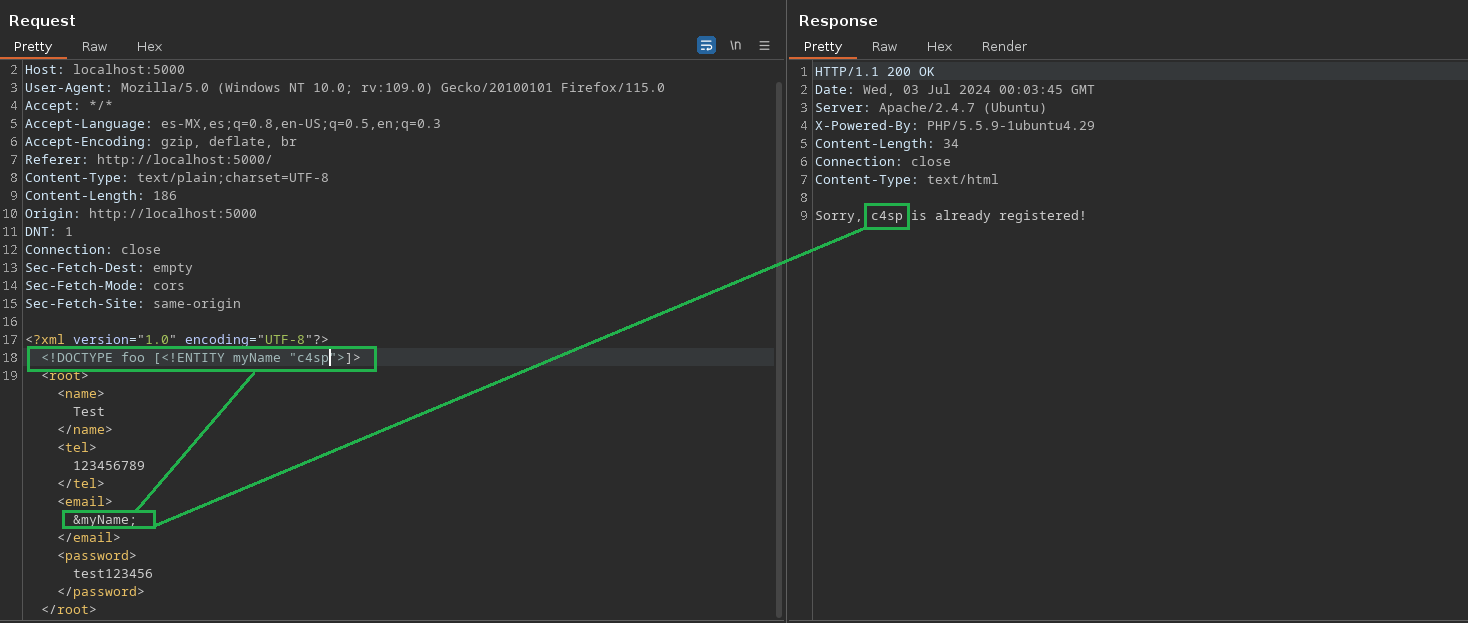 Request
Pretty Raw Hex
\n
2 Host: localhost:5000
3 User-Agent: Mozilla/5.0 (Windows NT 10.0; rv:109.0) Gecko/20100101 Firefox/115.0
4 Accept: */*
5 Accept-Language: es-MX,es;q=0.8,en-US;q=0.5,en;q=0.3
6 Accept-Encoding: gzip, deflate, br
7 Referer: http://localhost:5000/
8 Content-Type: text/plain;charset=UTF-8
9 Content-Length: 186
10 Origin: http://localhost:5000
11 DNT: 1
12 Connection: close
13 Sec-Fetch-Dest: empty
14 Sec-Fetch-Mode: cors
15 Sec-Fetch-Site: same-origin
16
17 <?xml version="1.0" encoding="UTF-8"?>
18 <!DOCTYPE foo [<!ENTITY myName "c4sp">]>
19 <root>
<name>
Test
</name>
<tel>
123456789
</tel>
<email>
&myName;
</email>
<password>
test123456
</password>
</root>
Response
Pretty Raw Hex Render
1 HTTP/1.1 200 OK
2 Date: Wed, 03 Jul 2024 00:03:45 GMT
3 Server: Apache/2.4.7 (Ubuntu)
4 X-Powered-By: PHP/5.5.9-1ubuntu4.29
5 Content-Length: 34
6 Connection: close
7 Content-Type: text/html
8
9 Sorry, c4sp is already registered!